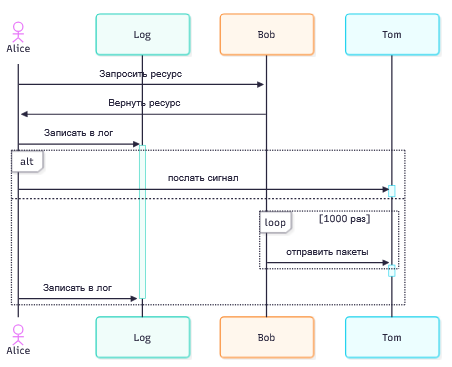 Alice
Log
Bob
Tom
Запросить ресурс
Вернуть ресурс
Записать в лог
alt
послать сигнал
loop
[1000 раз]
отправить пакеты
Записать в лог
Alice
Log
Bob
Tom